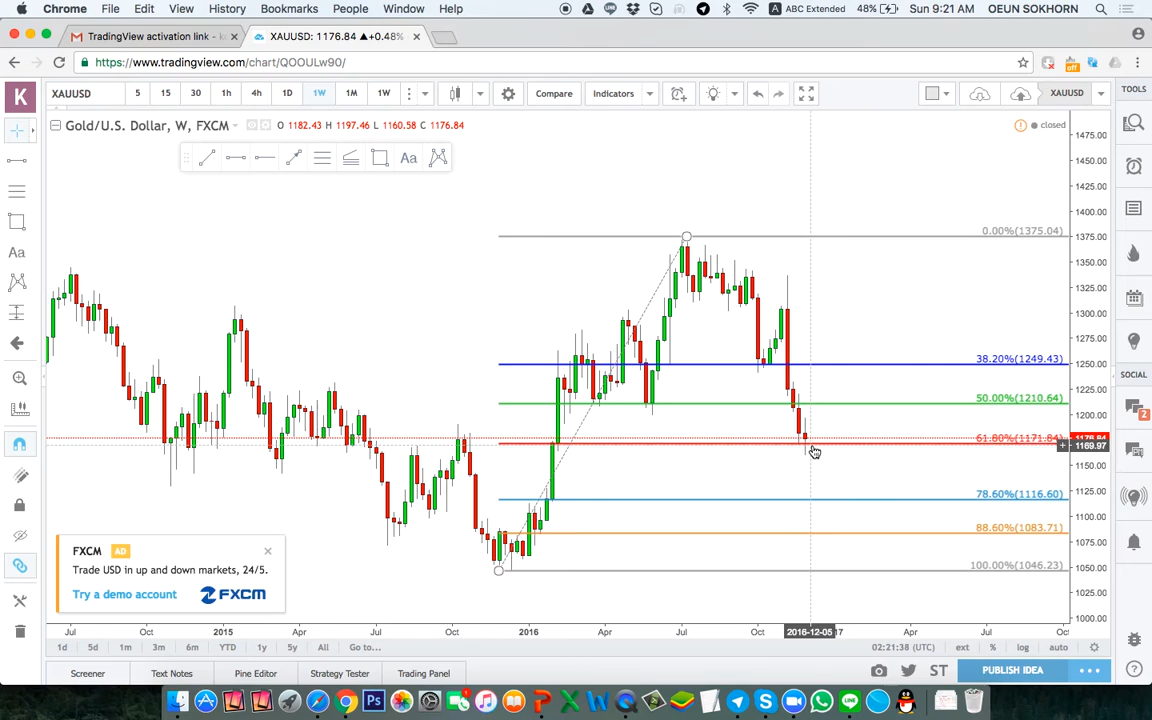 Chrome File Edit View History Bookmarks People Window Help
ABC Extended 48% Sun 9:21 AM OEUN SOKHORN
TradingView activation link - k
XAUUSD: 1176.84 ▲+0.48%
https://www.tradingview.com/chart/QOOULw90/
off
K XAUUSD 5 15 30 1h 4h 1D 1W 1M 1W Compare Indicators XAUUSD TOOLS
Gold/U.S. Dollar, W, FXCM O 1182.43 H 1197.46 L 1160.58 C 1176.84 closed
Aa
Aa
1475.00
1450.00
1425.00
1400.00
0.00%(1375.04) 1375.00
1350.00
1325.00
1300.00
1275.00
38.20%(1249.43) 1250.00
1225.00
50.00%(1210.64)
1200.00
61.80%(1171.84) 1176.84
1169.97
1150.00
1125.00
78.60%(1116.60)
1100.00
88.60%(1083.71)
1075.00
100.00%(1046.23) 1050.00
1025.00
1000.00
SOCIAL
2
FXCM AD
Trade USD in up and down markets, 24/5.
Try a demo account FXCM
Jul Oct 2015 Apr Jul Oct 2016 Apr Jul Oct 2016-12-05 17 Apr Jul Oct
1d 5d 1m 3m 6m YTD 1y 5y All Go to... 02:21:38 (UTC) ext % log auto
Screener Text Notes Pine Editor Strategy Tester Trading Panel ST PUBLISH IDEA